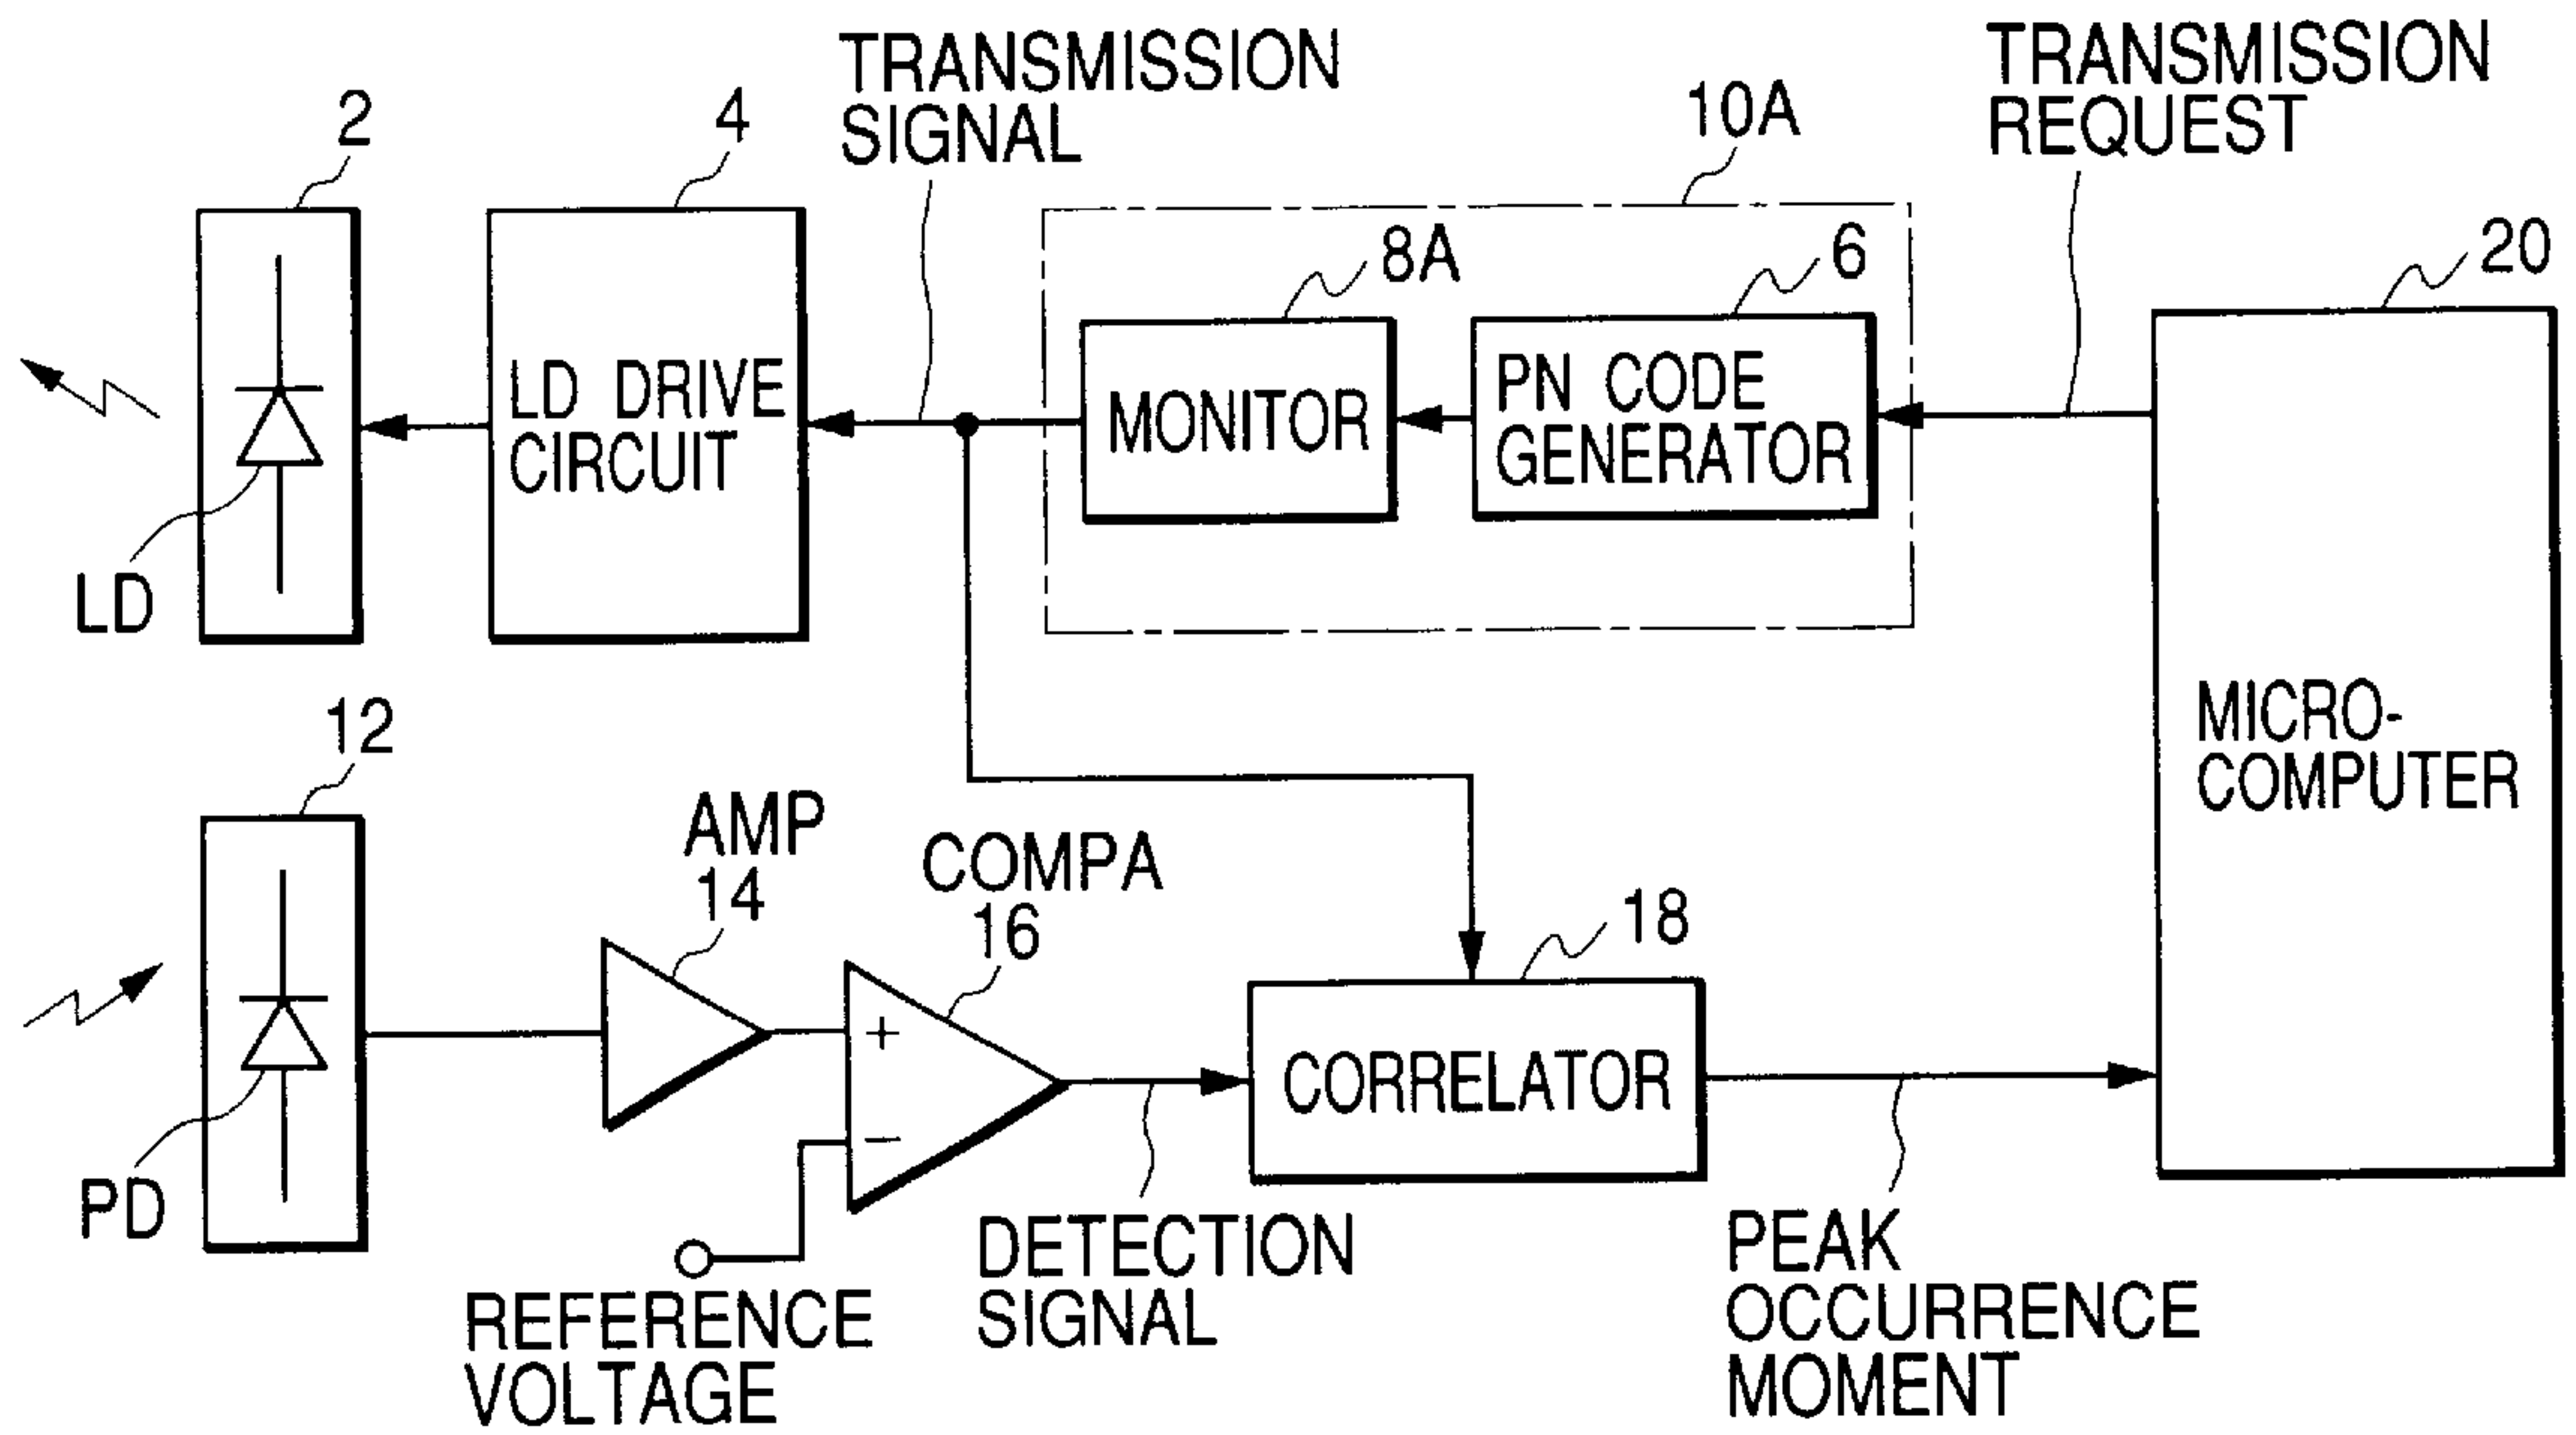 TRANSMISSION
SIGNAL
TRANSMISSION
REQUEST
2
4
10A
8A
6
20
LD DRIVE
CIRCUIT
MONITOR
PN CODE
GENERATOR
LD
MICRO-
COMPUTER
12
AMP
14
COMPA
16
18
+
−
CORRELATOR
PD
REFERENCE
VOLTAGE
DETECTION
SIGNAL
PEAK
OCCURRENCE
MOMENT